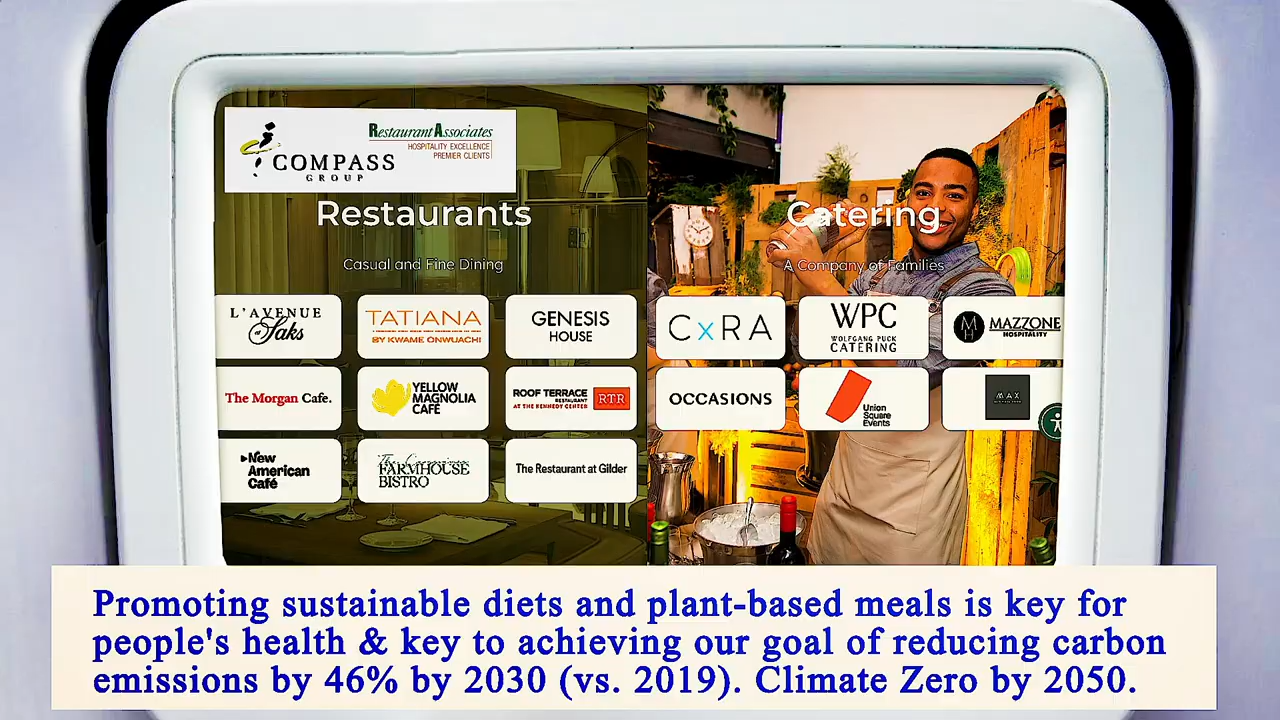 COMPASS
GROUP
Restaurant Associates
HOSPITALITY EXCELLENCE
PREMIER CLIENTS
Restaurants
Casual and Fine Dining
L'AVENUE
Saks
TATIANA
BY KWAME ONWUACHI
GENESIS
HOUSE
The Morgan Cafe.
YELLOW
MAGNOLIA
CAFÉ
ROOF TERRACE
RESTAURANT
AT THE KENNEDY CENTER
RTR
New
American
Café
FARMHOUSE
BISTRO
The Restaurant at Gilder
Catering
A Company of Families
CxRA
WPC
WOLFGANG PUCK
CATERING
MH
MAZZONE
HOSPITALITY
OCCASIONS
Union
Square
Events
MAX
Promoting sustainable diets and plant-based meals is key for
people's health & key to achieving our goal of reducing carbon
emissions by 46% by 2030 (vs. 2019). Climate Zero by 2050.